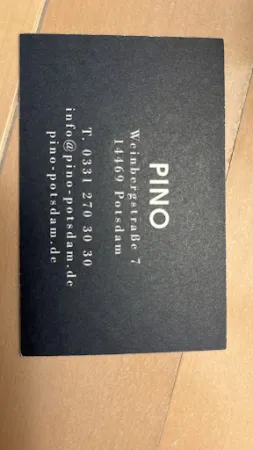 PINO
Weinbergstraße 7
14469 Potsdam
T. 0331 270 30 30
info@pino-potsdam.de
pino-potsdam.de